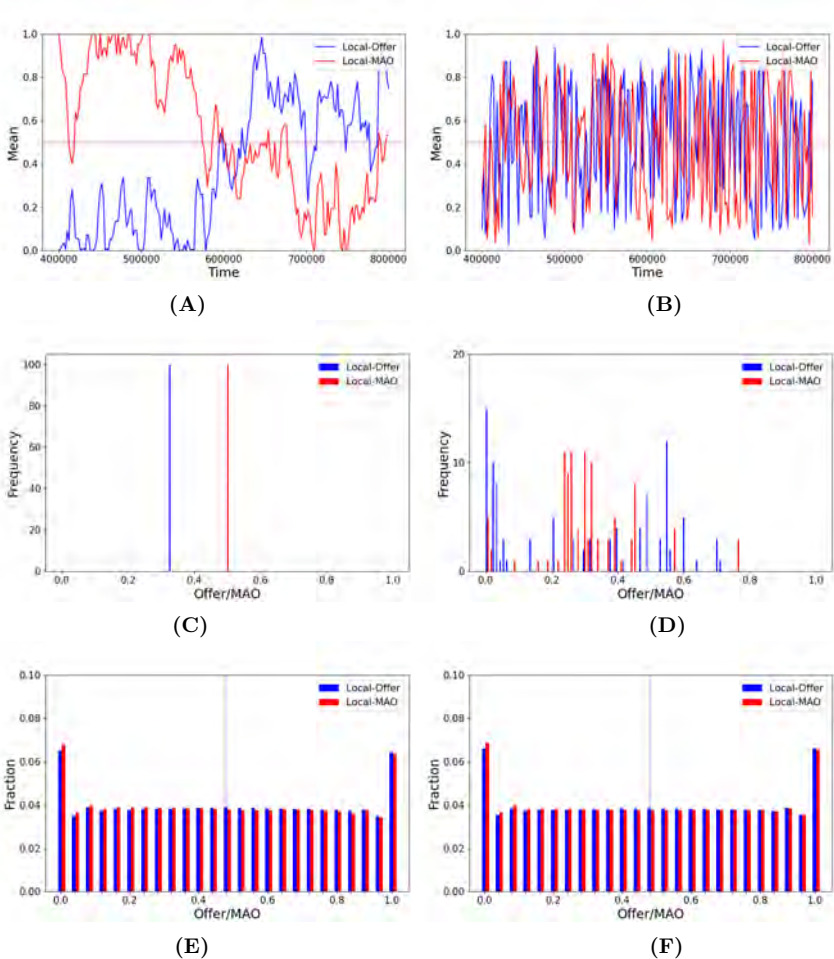 1.0
0.8
0.6
0.4
0.2
0.0
Mean
400000 500000 600000 700000 800000
Time
Local-Offer
Local-MAO
(A)
1.0
0.8
0.6
0.4
0.2
0.0
Mean
400000 500000 600000 700000 800000
Time
Local-Offer
Local-MAO
(B)
100
80
60
40
20
0
Frequency
0.0 0.2 0.4 0.6 0.8 1.0
Offer/MAO
Local-Offer
Local-MAO
(C)
20
10
0
Frequency
0.0 0.2 0.4 0.6 0.8 1.0
Offer/MAO
Local-Offer
Local-MAO
(D)
0.10
0.08
0.06
0.04
0.02
0.00
Fraction
0.0 0.2 0.4 0.6 0.8 1.0
Offer/MAO
Local-Offer
Local-MAO
(E)
0.10
0.08
0.06
0.04
0.02
0.00
Fraction
0.0 0.2 0.4 0.6 0.8 1.0
Offer/MAO
Local-Offer
Local-MAO
(F)